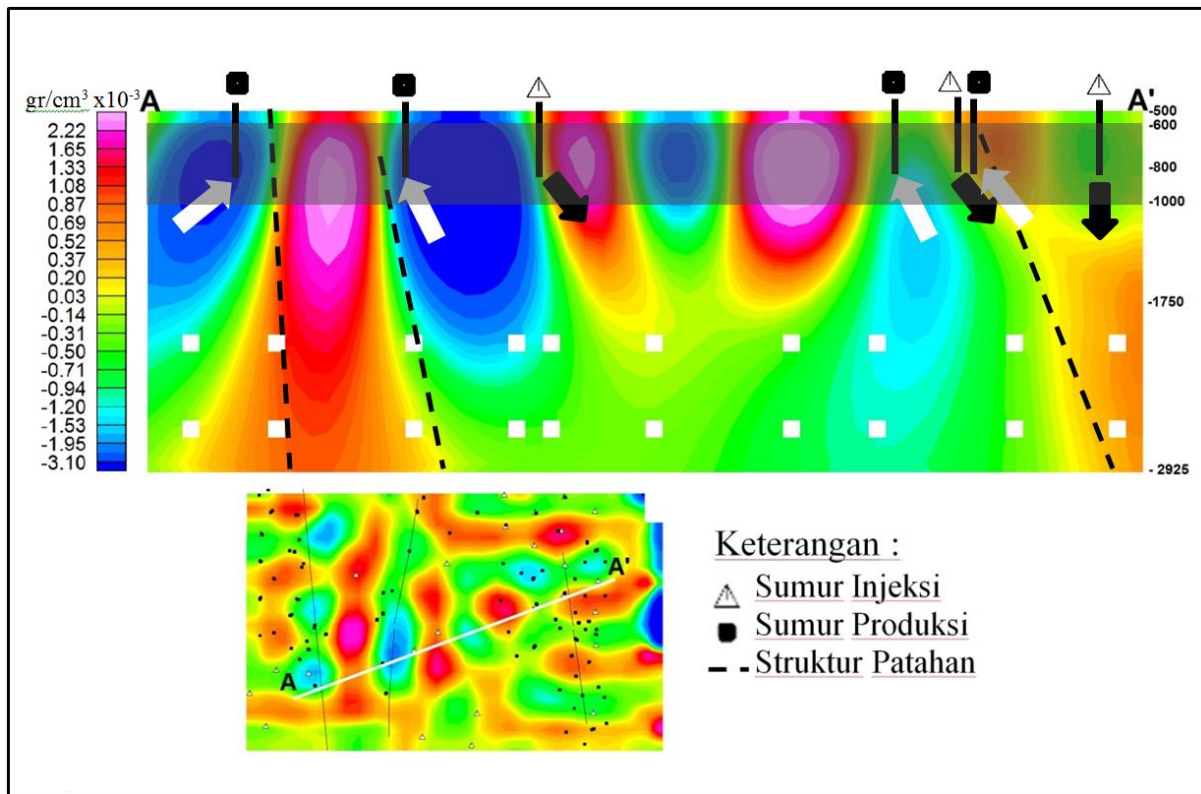 gr/cm³ x10⁻³
A
A'
2.22
1.65
1.33
1.08
0.87
0.69
0.52
0.37
0.20
0.03
-0.14
-0.31
-0.50
-0.71
-0.94
-1.20
-1.53
-1.95
-3.10
-500
-600
-800
-1000
-1750
-2925
A
A'
Keterangan :
Sumur Injeksi
Sumur Produksi
Struktur Patahan